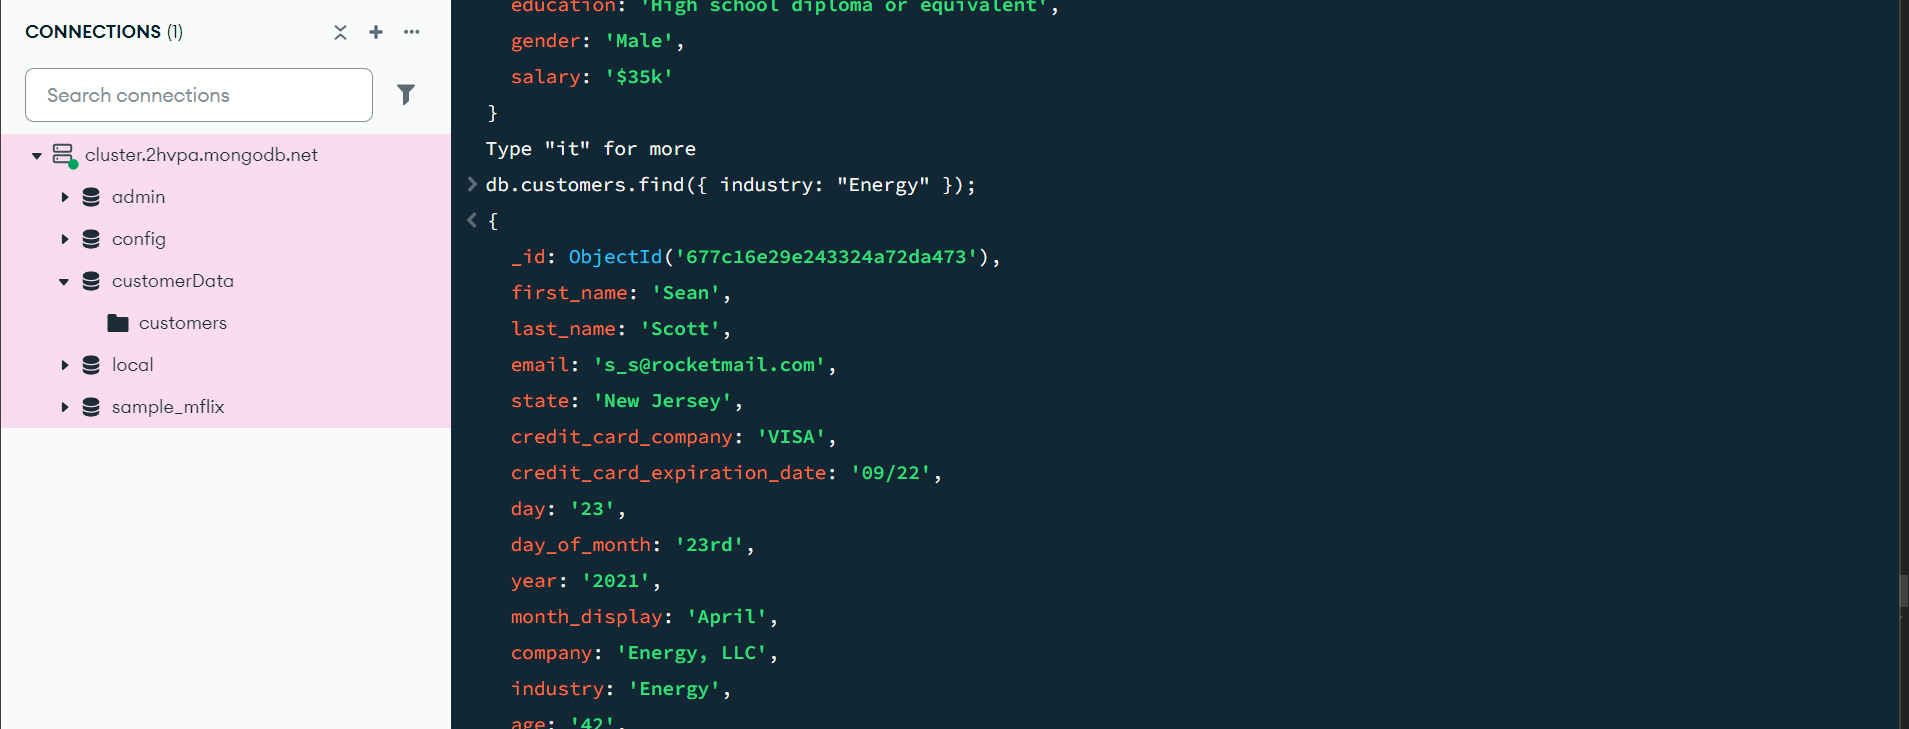 CONNECTIONS (1)
Search connections
cluster.2hvpa.mongodb.net
admin
config
customerData
customers
local
sample_mflix
education: 'High school diploma or equivalent',
gender: 'Male',
salary: '$35k'
}
Type "it" for more
> db.customers.find({ industry: "Energy" });
< {
_id: ObjectId('677c16e29e243324a72da473'),
first_name: 'Sean',
last_name: 'Scott',
email: 's_s@rocketmail.com',
state: 'New Jersey',
credit_card_company: 'VISA',
credit_card_expiration_date: '09/22',
day: '23',
day_of_month: '23rd',
year: '2021',
month_display: 'April',
company: 'Energy, LLC',
industry: 'Energy',
age: '42',